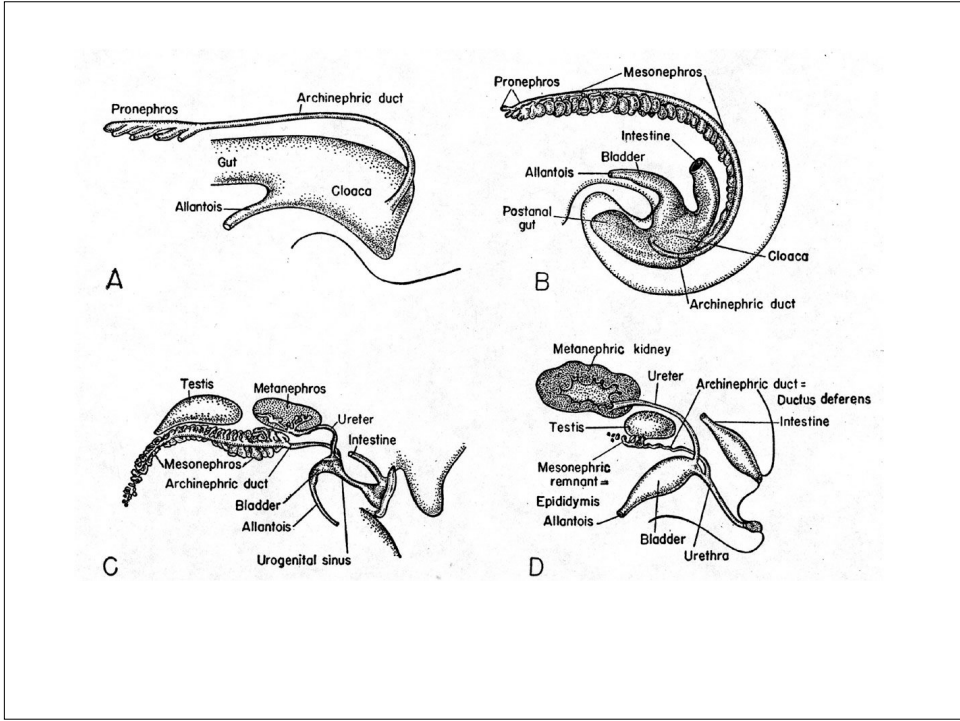 Pronephros
Archinephric duct
Gut
Cloaca
Allantois
A
Pronephros
Mesonephros
Intestine
Bladder
Allantois
Postanal
gut
Cloaca
Archinephric duct
B
Testis
Metanephros
Ureter
Intestine
Mesonephros
Archinephric duct
Bladder
Allantois
Urogenital sinus
C
Metanephric kidney
Ureter
Archinephric duct =
Ductus deferens
Intestine
Testis
Mesonephric
remnant =
Epididymis
Allantois
Bladder
Urethra
D